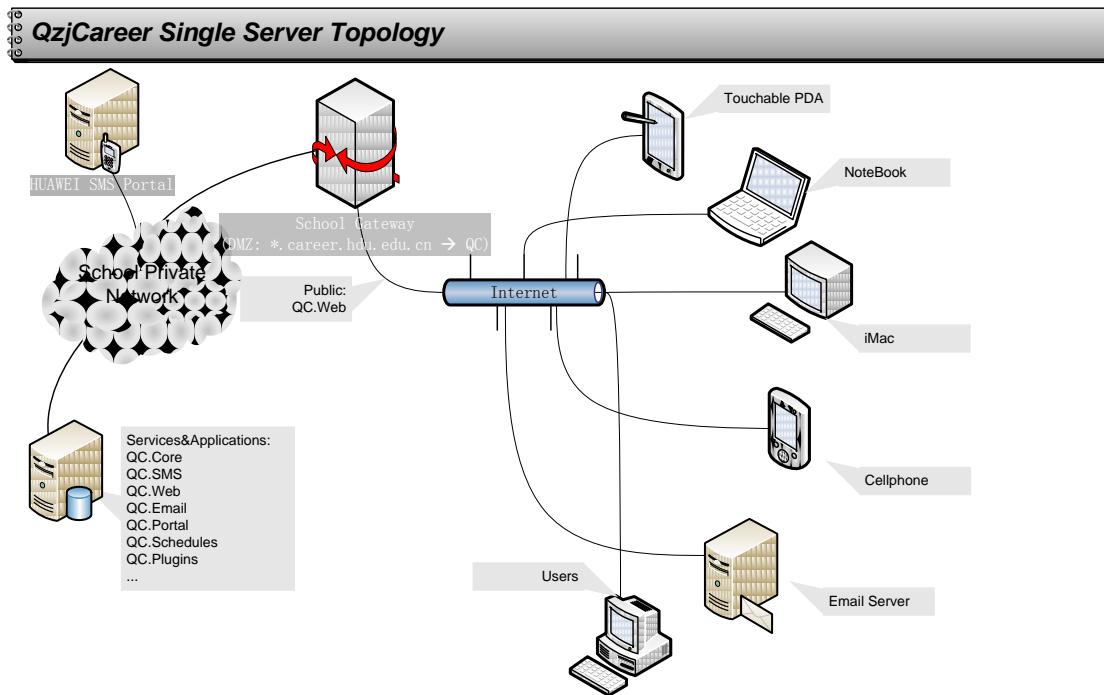 QzjCareer Single Server Topology
Touchable PDA
NoteBook
HUAWEI SMS Portal
School Gateway
(DMZ: *.career.hdu.edu.cn → QC)
School Private
Network
Public:
QC.Web
Internet
iMac
Services&Applications:
QC.Core
QC.SMS
QC.Web
QC.Email
QC.Portal
QC.Schedules
QC.Plugins
...
Cellphone
Users
Email Server